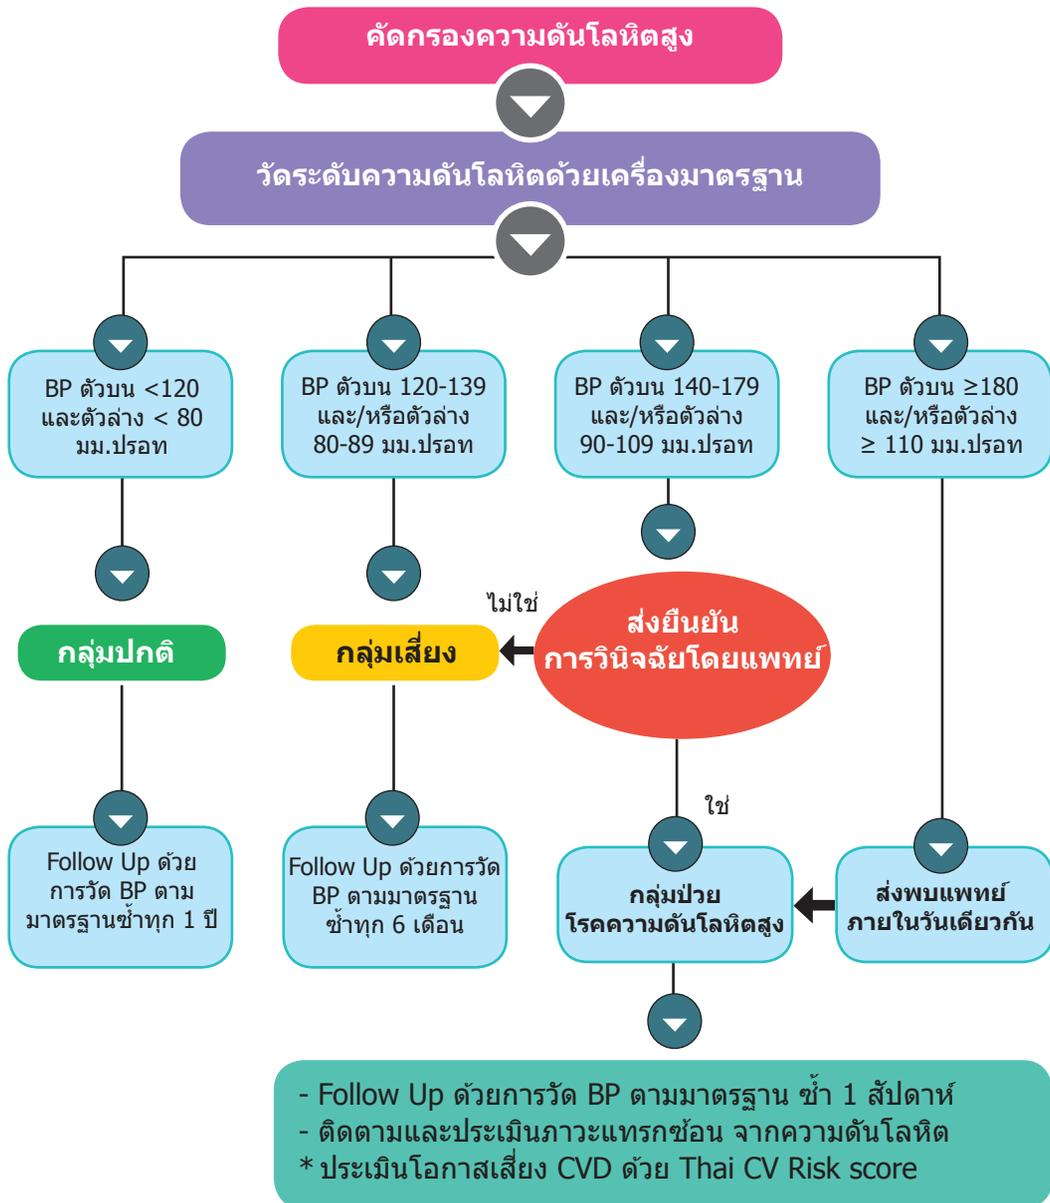 คัดกรองความดันโลหิตสูง
วัดระดับความดันโลหิตด้วยเครื่องมาตรฐาน
BP ตัวบน <120
และตัวล่าง < 80
มม.ปรอท
BP ตัวบน 120-139
และ/หรือตัวล่าง
80-89 มม.ปรอท
BP ตัวบน 140-179
และ/หรือตัวล่าง
90-109 มม.ปรอท
BP ตัวบน ≥180
และ/หรือตัวล่าง
≥ 110 มม.ปรอท
กลุ่มปกติ
กลุ่มเสี่ยง
ไม่ใช่
ส่งยืนยัน
การวินิจฉัยโดยแพทย์
ใช่
Follow Up ด้วย
การวัด BP ตาม
มาตรฐานซ้ำทุก 1 ปี
Follow Up ด้วยการวัด
BP ตามมาตรฐาน
ซ้ำทุก 6 เดือน
กลุ่มป่วย
โรคความดันโลหิตสูง
ส่งพบแพทย์
ภายในวันเดียวกัน
- Follow Up ด้วยการวัด BP ตามมาตรฐาน ซ้ำ 1 สัปดาห์
- ติดตามและประเมินภาวะแทรกซ้อน จากความดันโลหิต
* ประเมินโอกาสเสี่ยง CVD ด้วย Thai CV Risk score